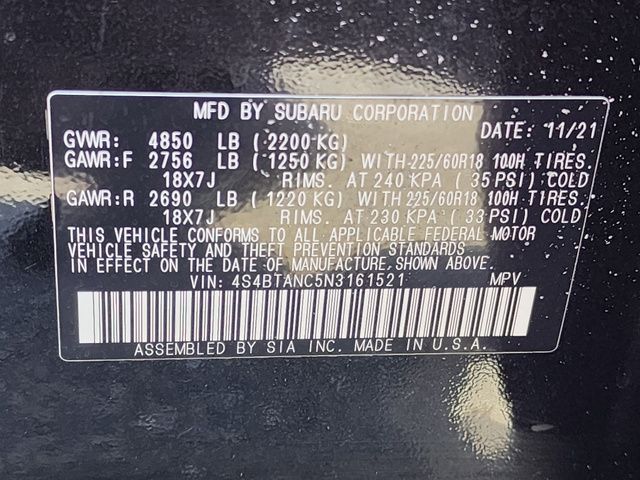 MFD BY SUBARU CORPORATION
DATE: 11/21
GVWR: 4850 LB (2200 KG)
GAWR:F 2756 LB (1250 KG) WITH 225/60R18 100H TIRES.
18X7J RIMS. AT 240 KPA (35 PSI) COLD
GAWR:R 2690 LB (1220 KG) WITH 225/60R18 100H TIRES.
18X7J RIMS. AT 230 KPA (33 PSI) COLD
THIS VEHICLE CONFORMS TO ALL APPLICABLE FEDERAL MOTOR
VEHICLE SAFETY AND THEFT PREVENTION STANDARDS
IN EFFECT ON THE DATE OF MANUFACTURE SHOWN ABOVE.
VIN: 4S4BTANC5N3161521 MPV
ASSEMBLED BY SIA INC. MADE IN U.S.A.